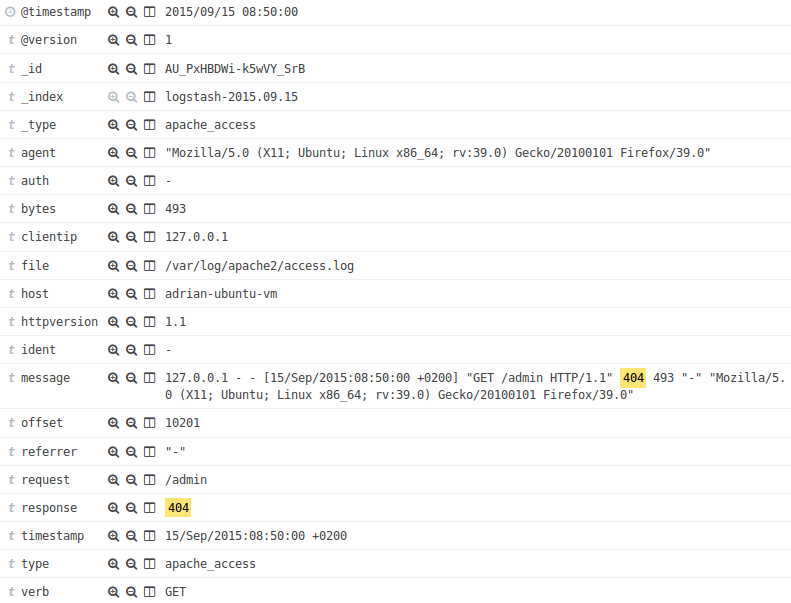 @timestamp 2015/09/15 08:50:00
t @version 1
t _id AU_PxHBDWi-k5wVY_SrB
t _index logstash-2015.09.15
t _type apache_access
t agent "Mozilla/5.0 (X11; Ubuntu; Linux x86_64; rv:39.0) Gecko/20100101 Firefox/39.0"
t auth -
t bytes 493
t clientip 127.0.0.1
t file /var/log/apache2/access.log
t host adrian-ubuntu-vm
t httpversion 1.1
t ident -
t message 127.0.0.1 - - [15/Sep/2015:08:50:00 +0200] "GET /admin HTTP/1.1" 404 493 "-" "Mozilla/5.
0 (X11; Ubuntu; Linux x86_64; rv:39.0) Gecko/20100101 Firefox/39.0"
t offset 10201
t referrer "-"
t request /admin
t response 404
t timestamp 15/Sep/2015:08:50:00 +0200
t type apache_access
t verb GET